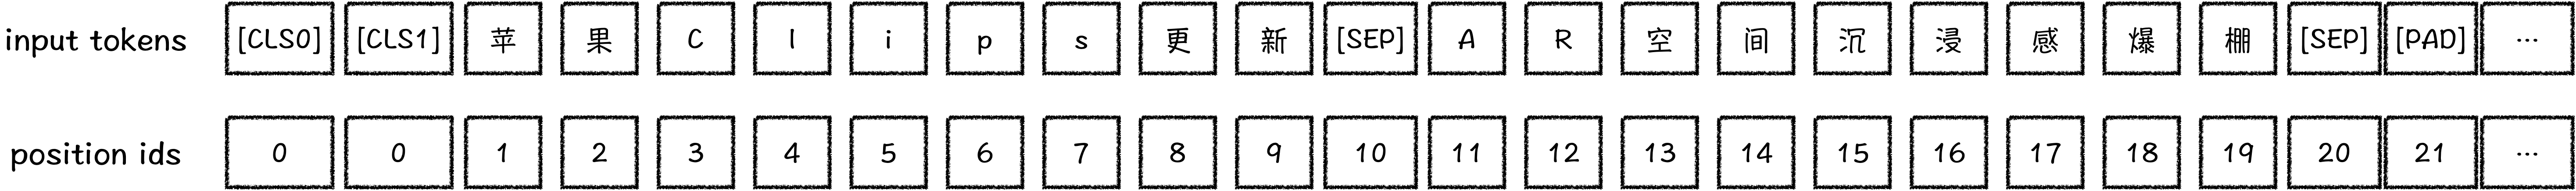 input tokens [CLS0] [CLS1] 苹 果 C l i p s 更 新 [SEP] A R 空 间 沉 浸 感 爆 棚 [SEP] [PAD] ...
position ids 0 0 1 2 3 4 5 6 7 8 9 10 11 12 13 14 15 16 17 18 19 20 21 ...